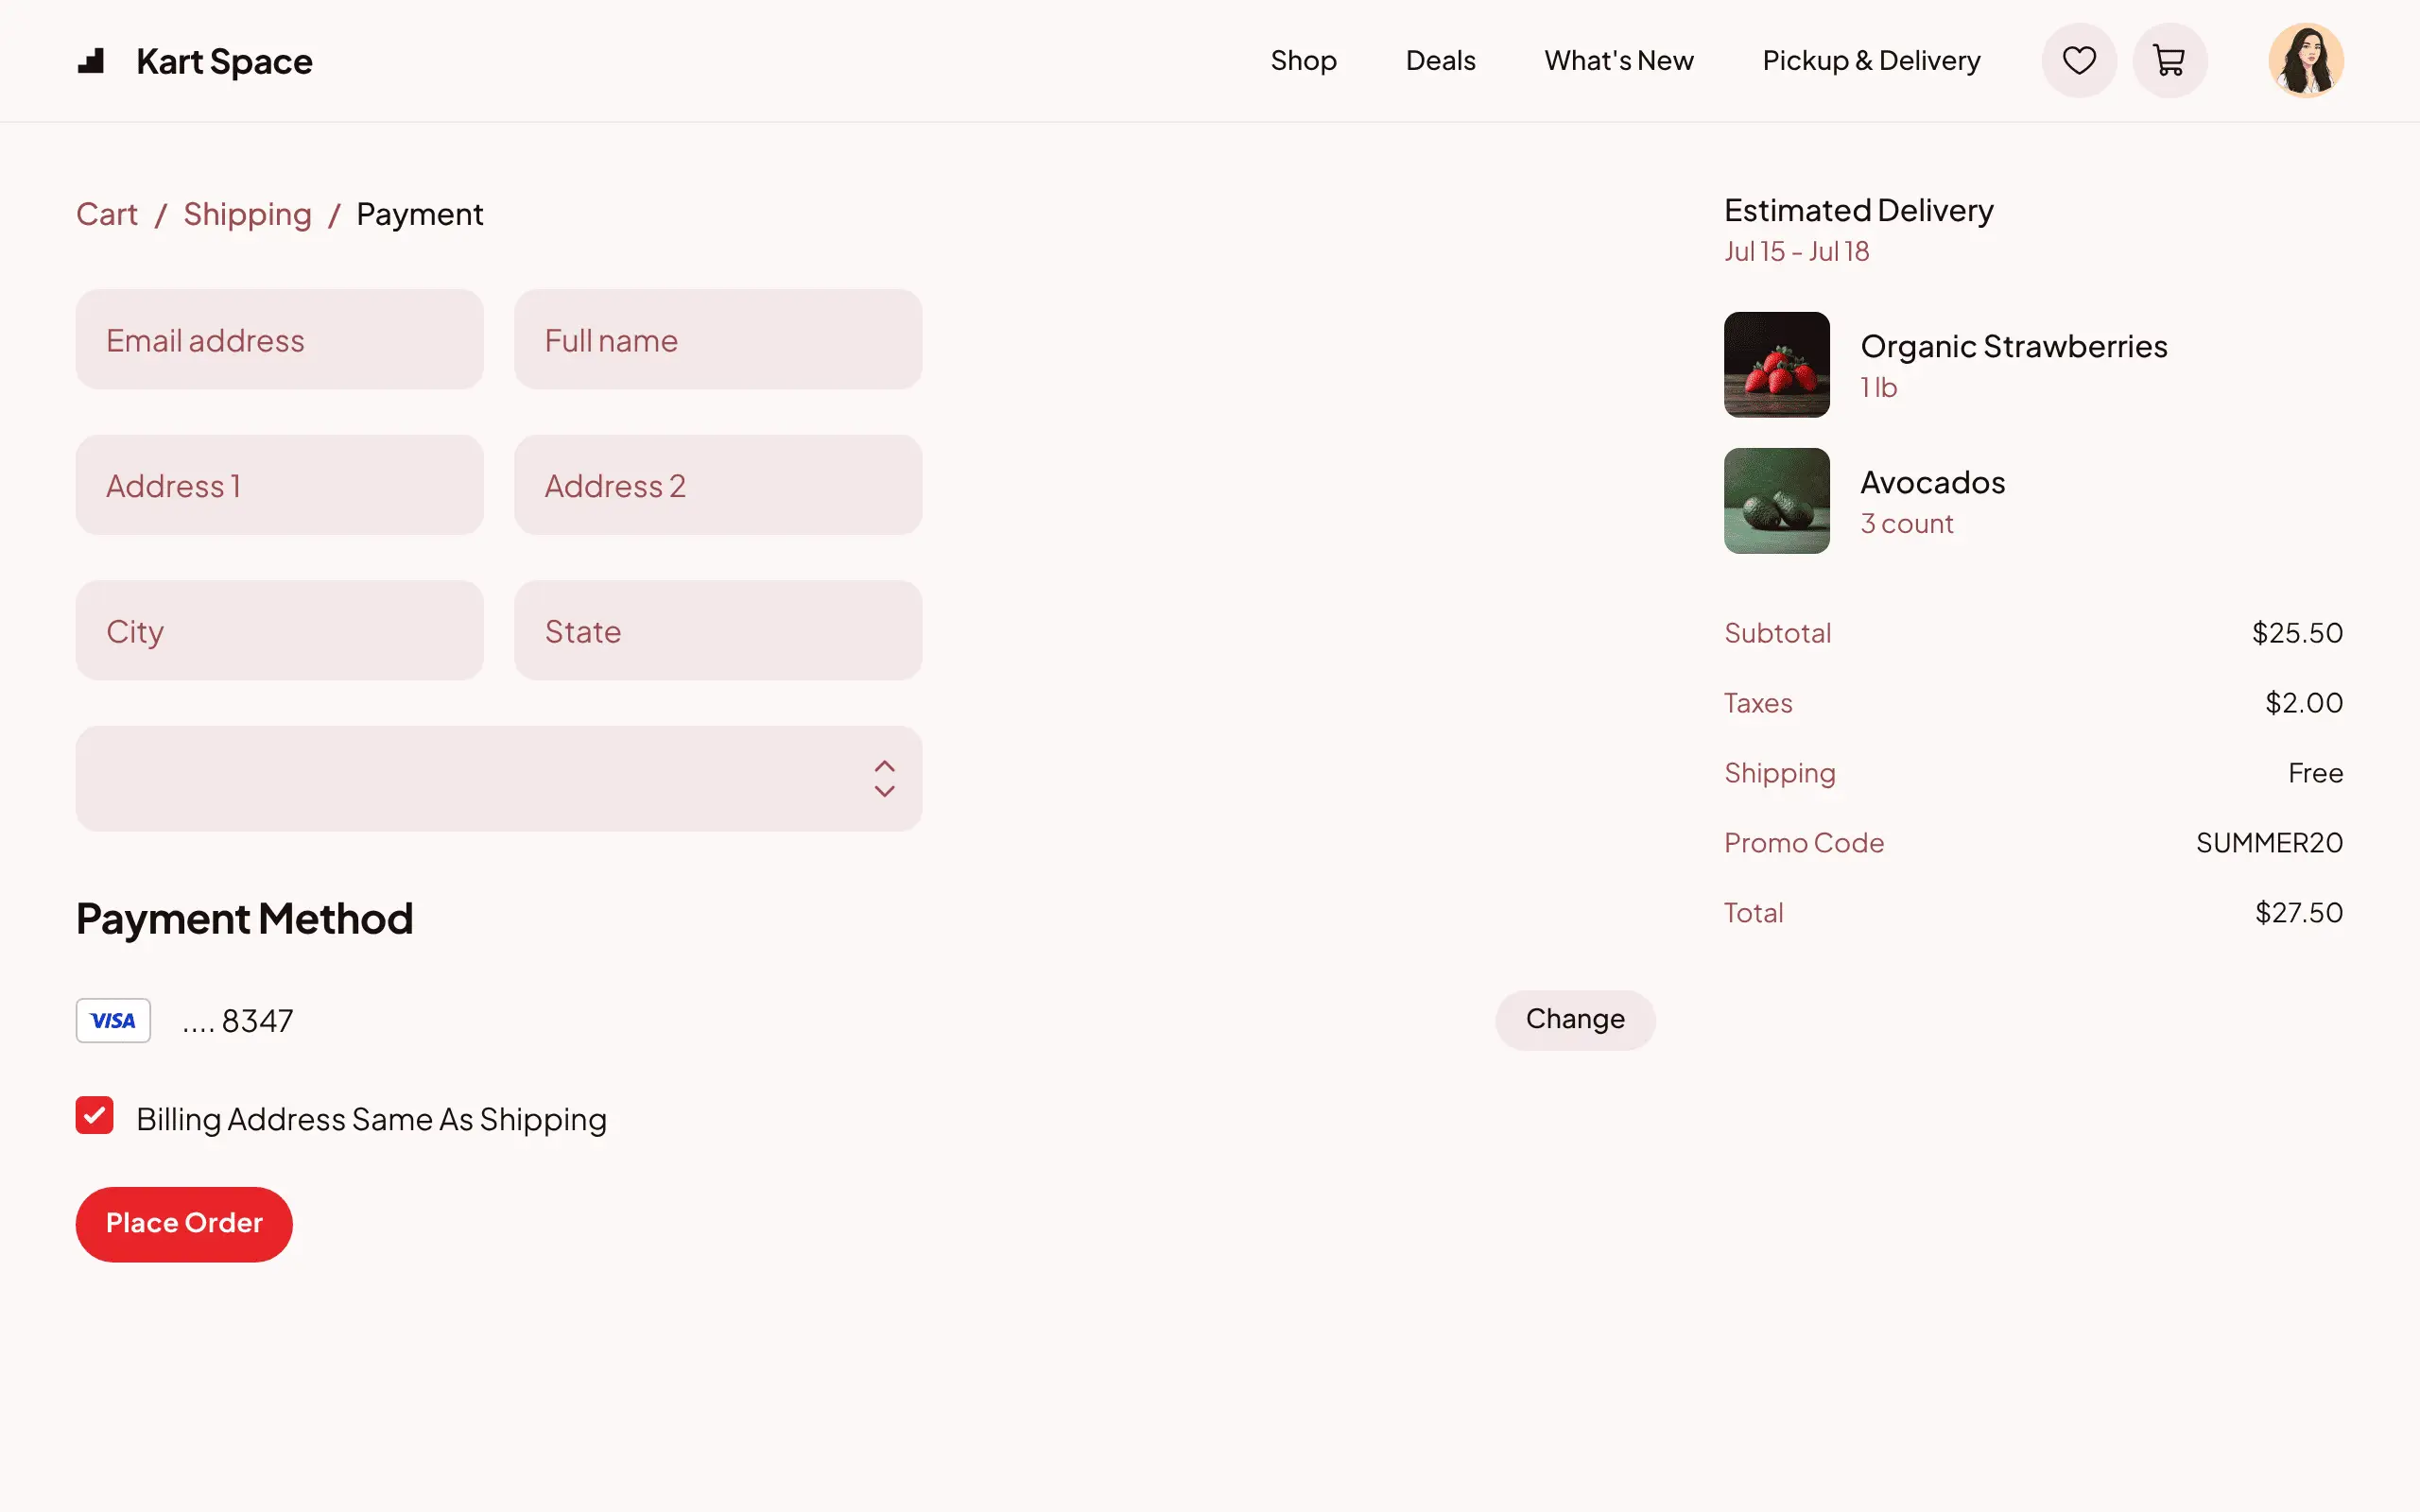 Kart Space
Shop
Deals
What's New
Pickup & Delivery
Cart / Shipping / Payment
Email address
Full name
Address 1
Address 2
City
State
Payment Method
VISA
.... 8347
Change
Billing Address Same As Shipping
Place Order
Estimated Delivery
Jul 15 - Jul 18
Organic Strawberries
1 lb
Avocados
3 count
Subtotal $25.50
Taxes $2.00
Shipping Free
Promo Code SUMMER20
Total $27.50